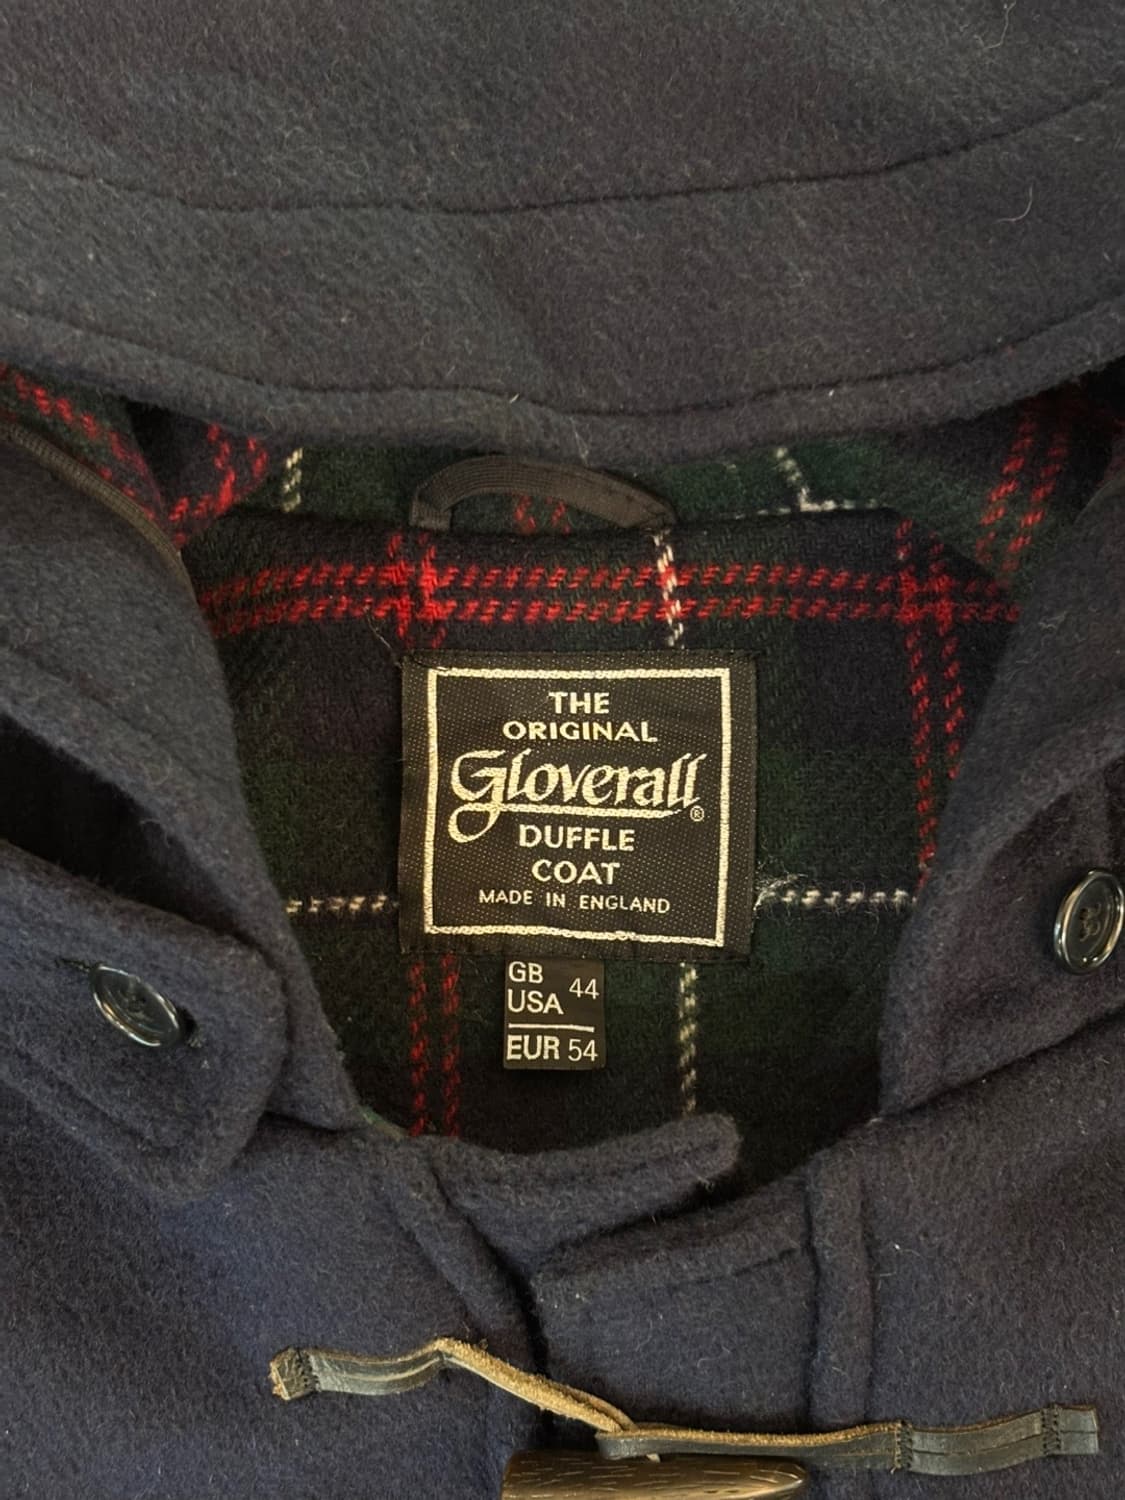 THE
ORIGINAL
Gloverall®
DUFFLE
COAT
MADE IN ENGLAND
GB
USA 44
EUR 54